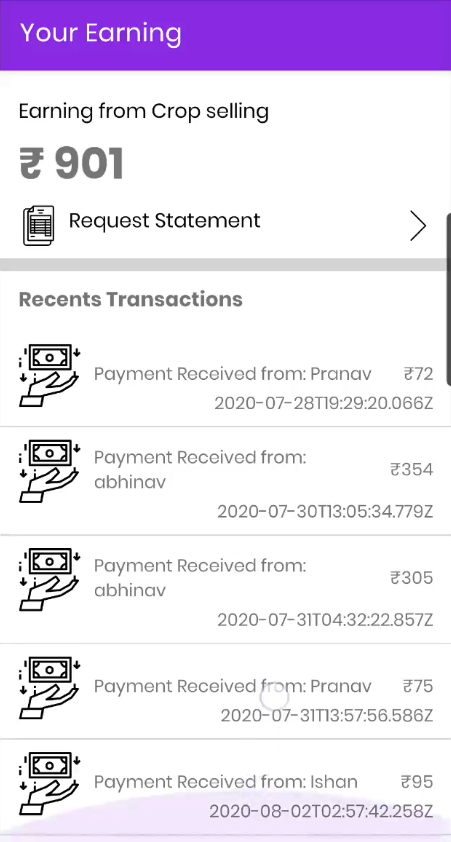 Your Earning
Earning from Crop selling
₹ 901
Request Statement
Recents Transactions
Payment Received from: Pranav ₹72
2020-07-28T19:29:20.066Z
Payment Received from:
abhinav
₹354
2020-07-30T13:05:34.779Z
Payment Received from:
abhinav
₹305
2020-07-31T04:32:22.857Z
Payment Received from: Pranav ₹75
2020-07-31T13:57:56.586Z
Payment Received from: Ishan ₹95
2020-08-02T02:57:42.258Z